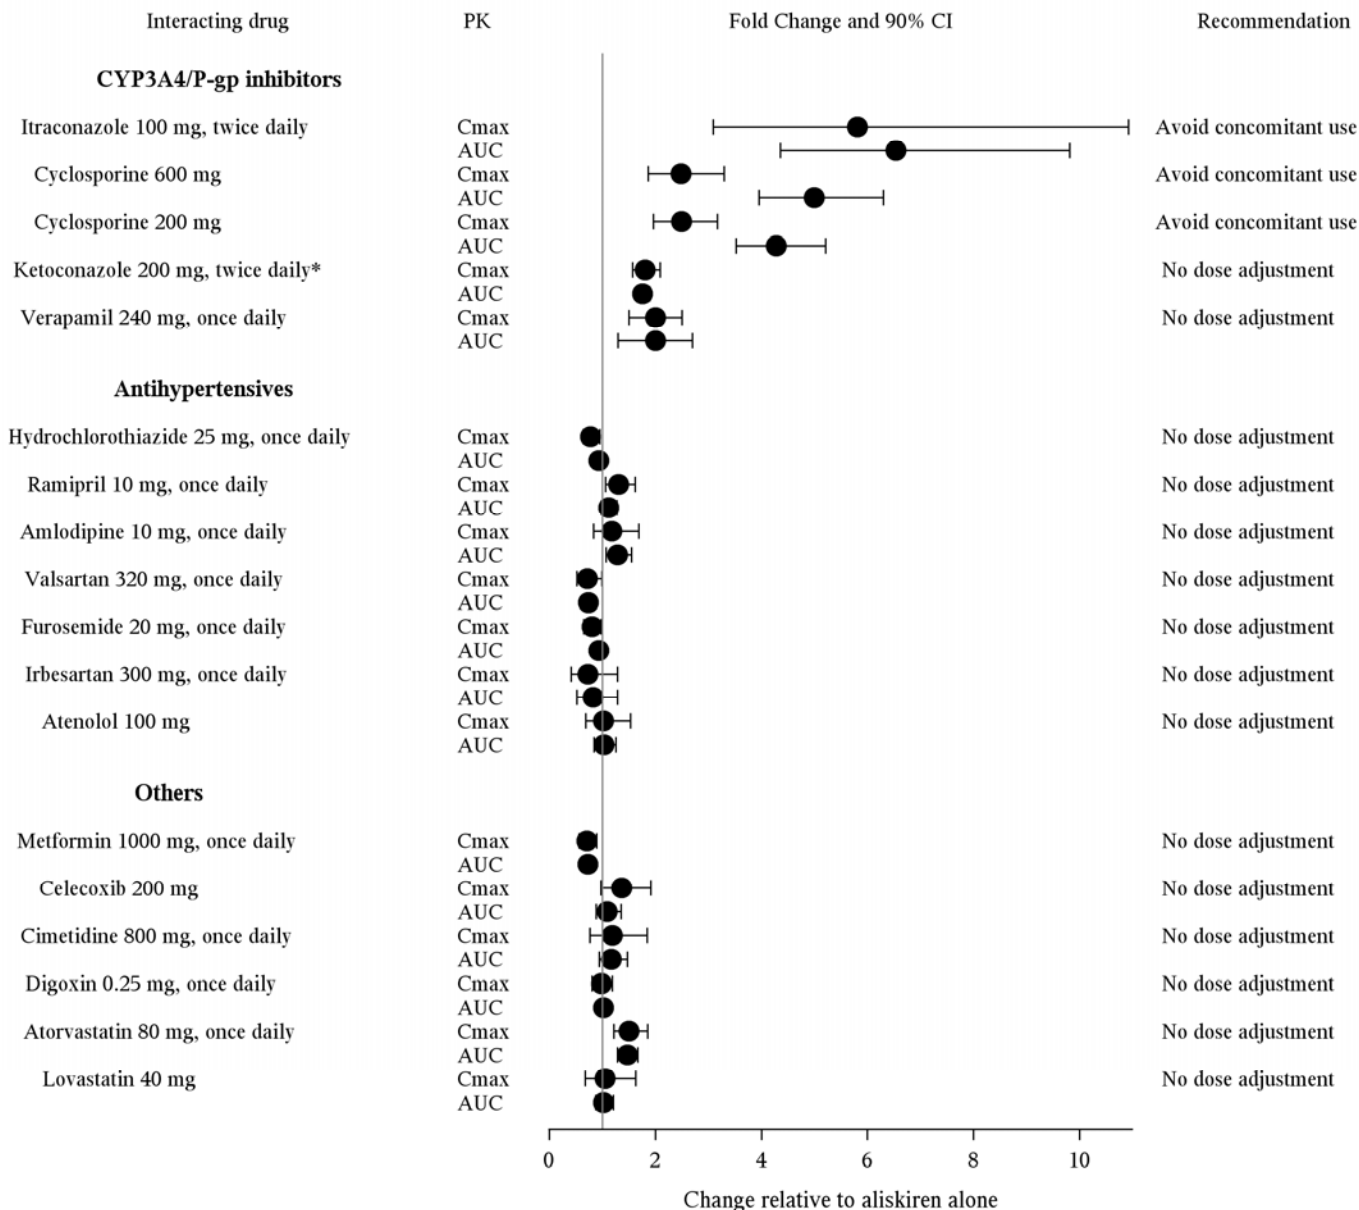 Interacting drug PK Fold Change and 90% CI Recommendation
CYP3A4/P-gp inhibitors
Itraconazole 100 mg, twice daily Cmax Avoid concomitant use
AUC
Cyclosporine 600 mg Cmax Avoid concomitant use
AUC
Cyclosporine 200 mg Cmax Avoid concomitant use
AUC
Ketoconazole 200 mg, twice daily* Cmax No dose adjustment
AUC
Verapamil 240 mg, once daily Cmax No dose adjustment
AUC
Antihypertensives
Hydrochlorothiazide 25 mg, once daily Cmax No dose adjustment
AUC
Ramipril 10 mg, once daily Cmax No dose adjustment
AUC
Amlodipine 10 mg, once daily Cmax No dose adjustment
AUC
Valsartan 320 mg, once daily Cmax No dose adjustment
AUC
Furosemide 20 mg, once daily Cmax No dose adjustment
AUC
Irbesartan 300 mg, once daily Cmax No dose adjustment
AUC
Atenolol 100 mg Cmax No dose adjustment
AUC
Others
Metformin 1000 mg, once daily Cmax No dose adjustment
AUC
Celecoxib 200 mg Cmax No dose adjustment
AUC
Cimetidine 800 mg, once daily Cmax No dose adjustment
AUC
Digoxin 0.25 mg, once daily Cmax No dose adjustment
AUC
Atorvastatin 80 mg, once daily Cmax No dose adjustment
AUC
Lovastatin 40 mg Cmax No dose adjustment
AUC
0 2 4 6 8 10
Change relative to aliskiren alone